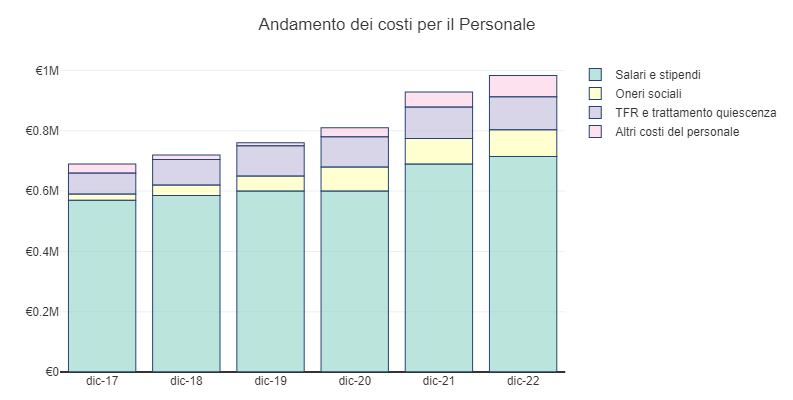 Andamento dei costi per il Personale
€1M
€0.8M
€0.6M
€0.4M
€0.2M
€0
dic-17
dic-18
dic-19
dic-20
dic-21
dic-22
Salari e stipendi
Oneri sociali
TFR e trattamento quiescenza
Altri costi del personale